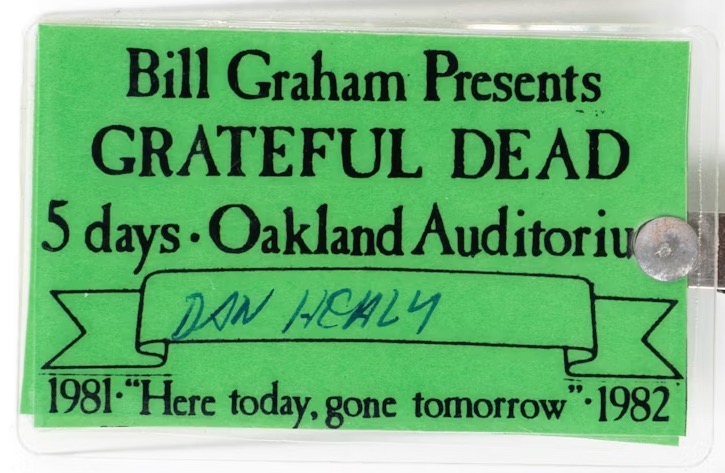 Bill Graham Presents
GRATEFUL DEAD
5 days · Oakland Auditoriu
DAN HEALY
1981 · "Here today, gone tomorrow" · 1982